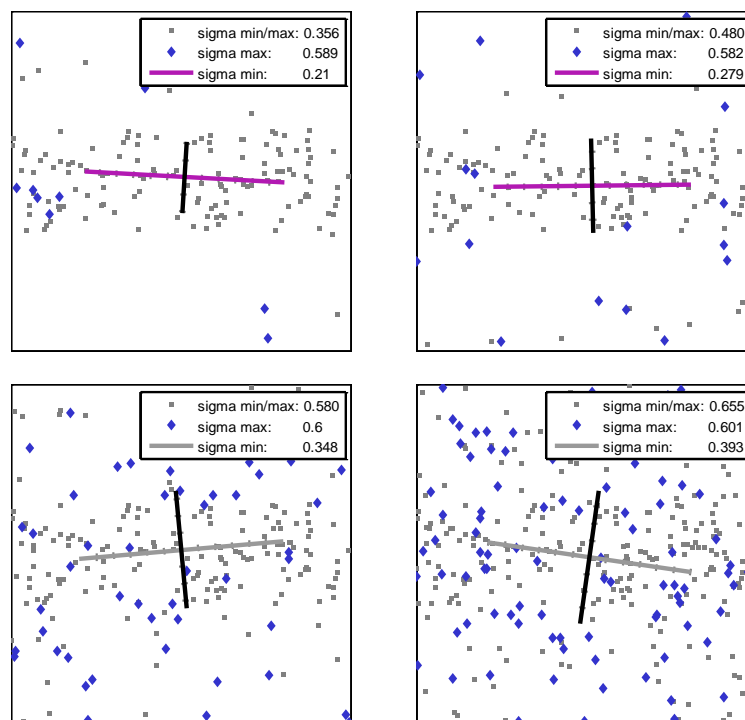 sigma min/max: 0.356
sigma max: 0.589
sigma min: 0.21
sigma min/max: 0.480
sigma max: 0.582
sigma min: 0.279
sigma min/max: 0.580
sigma max: 0.6
sigma min: 0.348
sigma min/max: 0.655
sigma max: 0.601
sigma min: 0.393